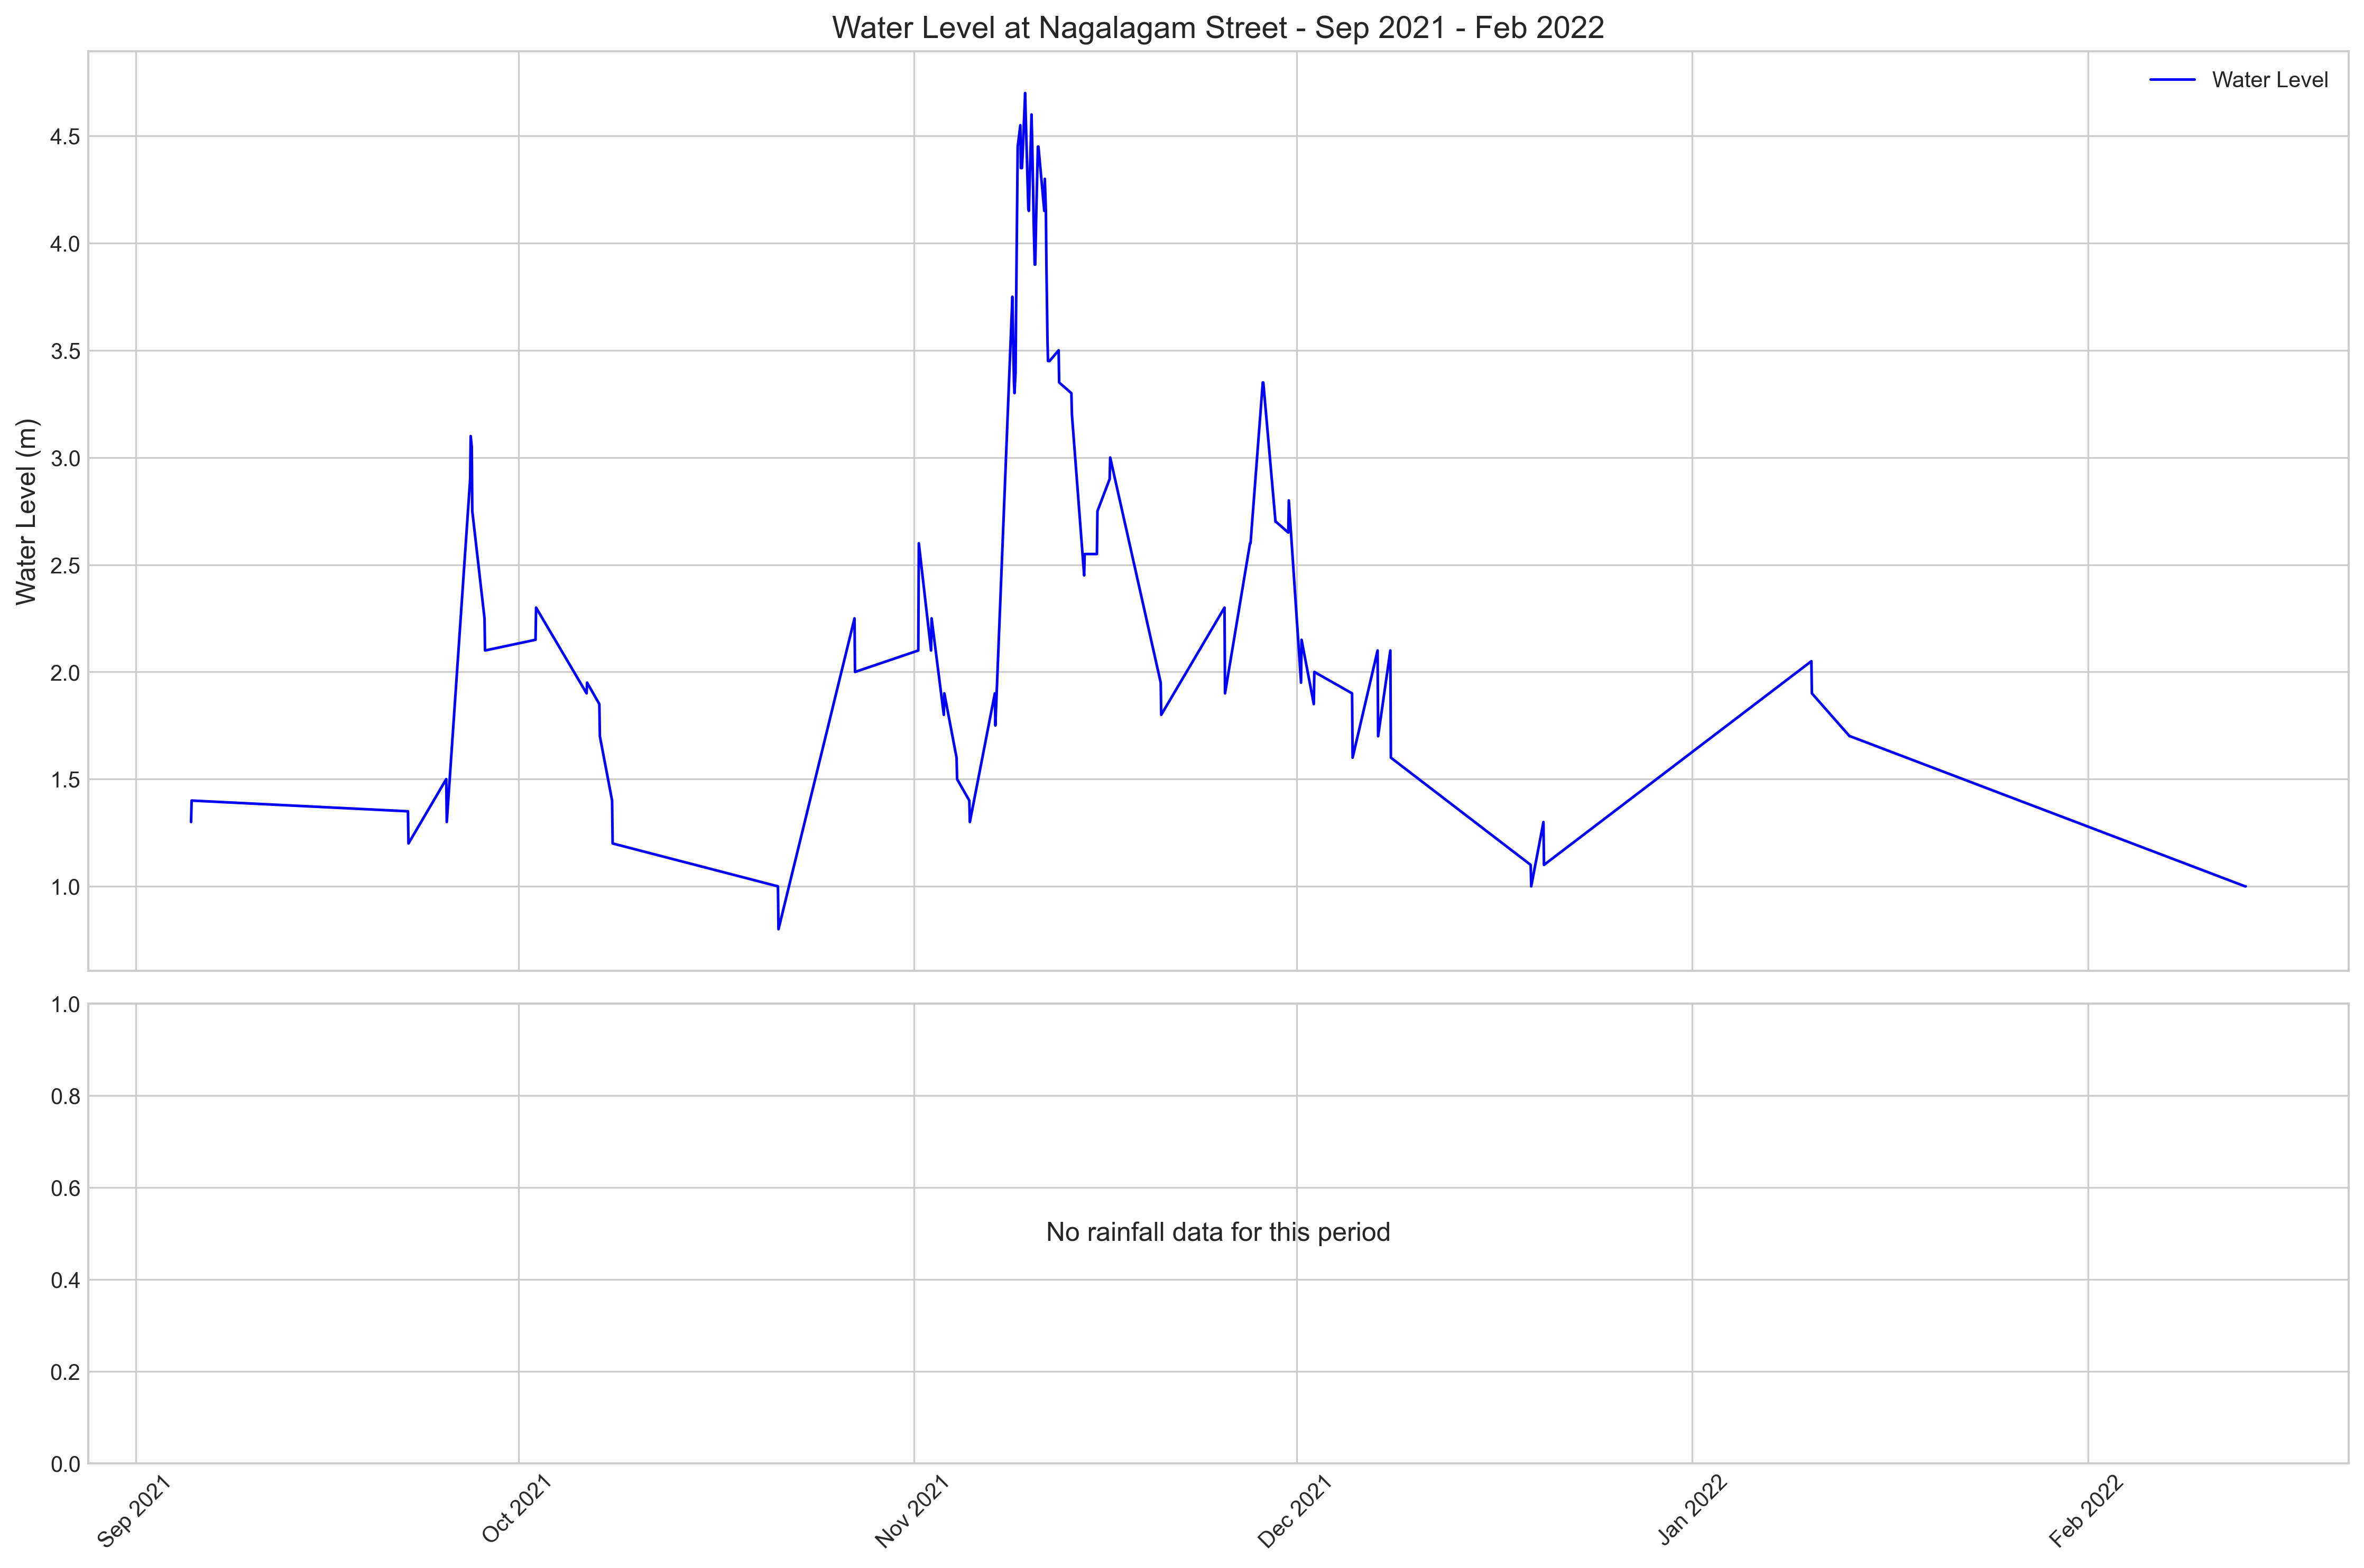 Water Level at Nagalagam Street - Sep 2021 - Feb 2022
Water Level
Water Level (m)
4.5
4.0
3.5
3.0
2.5
2.0
1.5
1.0
1.0
0.8
0.6
0.4
0.2
0.0
No rainfall data for this period
Sep 2021
Oct 2021
Nov 2021
Dec 2021
Jan 2022
Feb 2022